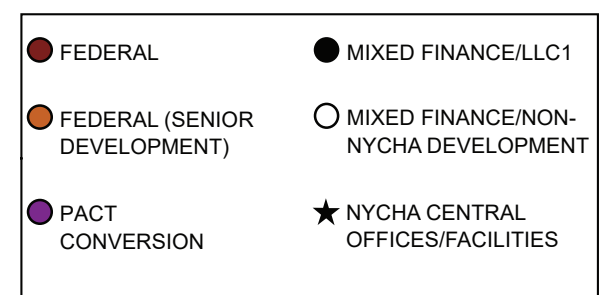 FEDERAL
FEDERAL (SENIOR
DEVELOPMENT)
PACT
CONVERSION
MIXED FINANCE/LLC1
MIXED FINANCE/NON-
NYCHA DEVELOPMENT
NYCHA CENTRAL
OFFICES/FACILITIES